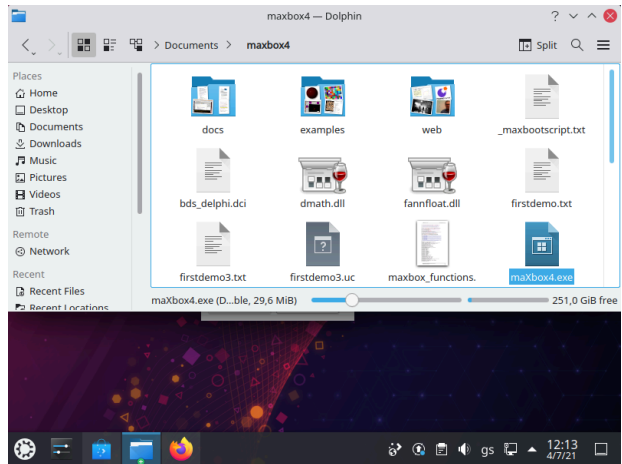 maxbox4 — Dolphin
Documents > maxbox4
Split
Places
Home
Desktop
Documents
Downloads
Music
Pictures
Videos
Trash
Remote
Network
Recent
Recent Files
Recent Locations
docs
examples
web
_maxbootscript.txt
bds_delphi.dci
dmath.dll
fannfloat.dll
firstdemo.txt
firstdemo3.txt
firstdemo3.uc
maxbox_functions.
maXbox4.exe
maXbox4.exe (D...ble, 29,6 MiB)
251,0 GiB free
gs
12:13
4/7/21